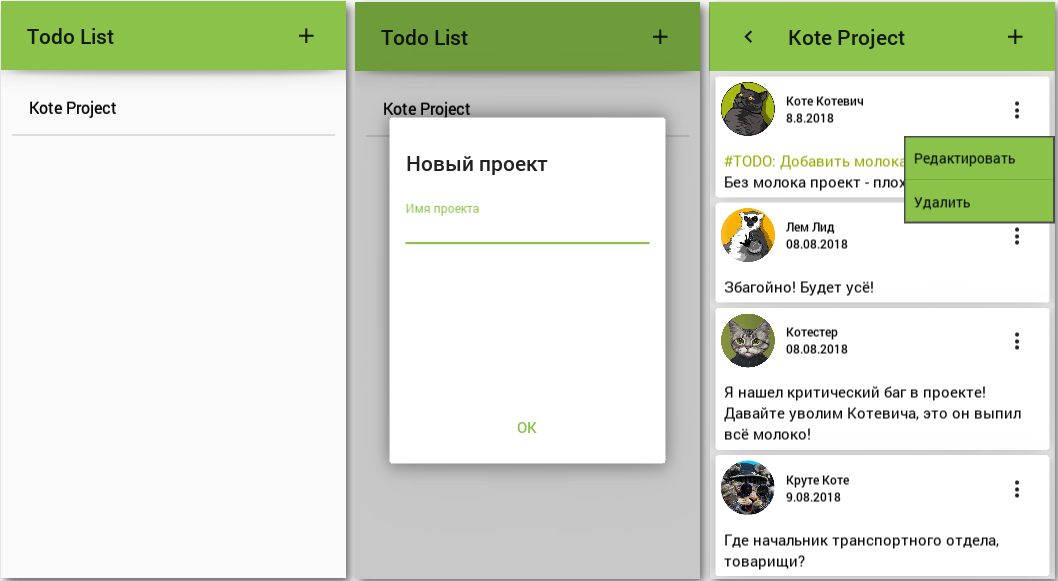 Todo List
Kote Project
Todo List
Kote Project
Новый проект
Имя проекта
OK
Kote Project
Коте Котевич
8.8.2018
#TODO: Добавить молока
Без молока проект - плох
Редактировать
Удалить
Лем Лид
08.08.2018
Збагойно! Будет усё!
Котестер
08.08.2018
Я нашел критический баг в проекте!
Давайте уволим Котевича, это он выпил
всё молоко!
Круте Коте
9.08.2018
Где начальник транспортного отдела,
товарищи?